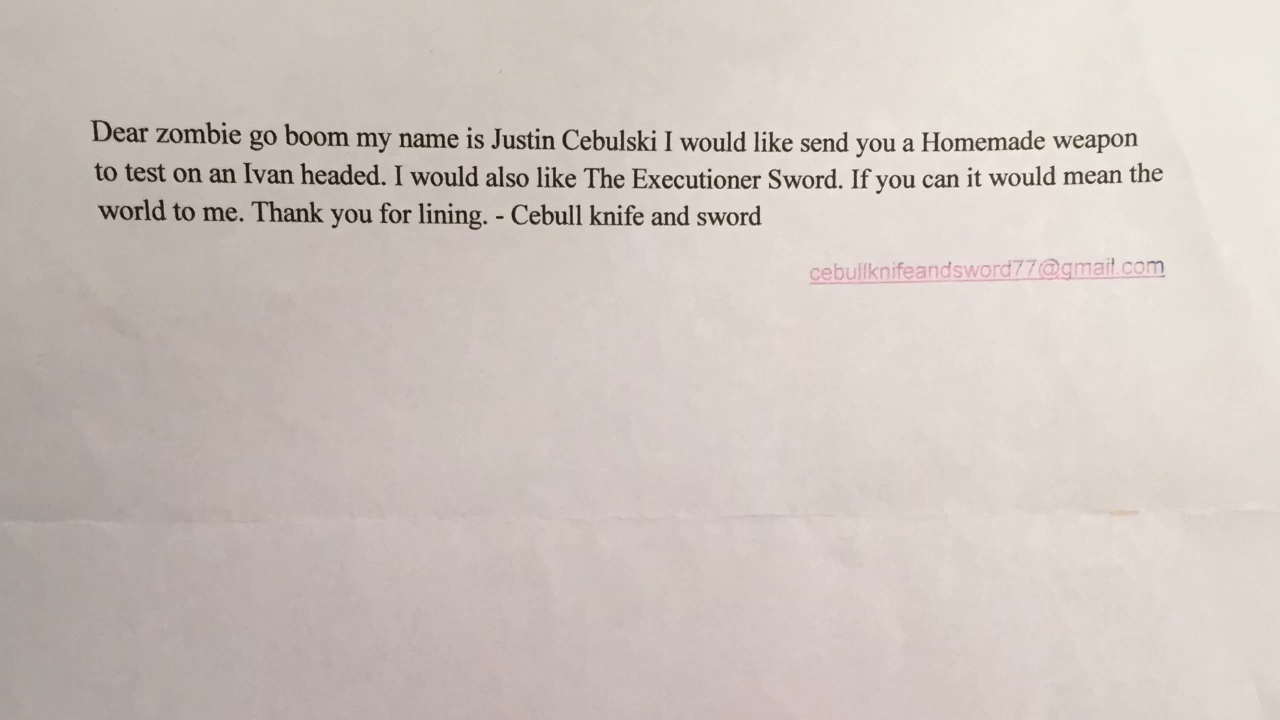 Dear zombie go boom my name is Justin Cebulski I would like send you a Homemade weapon
to test on an Ivan headed. I would also like The Executioner Sword. If you can it would mean the
world to me. Thank you for lining. - Cebull knife and sword
cebullknifeandsword77@gmail.com